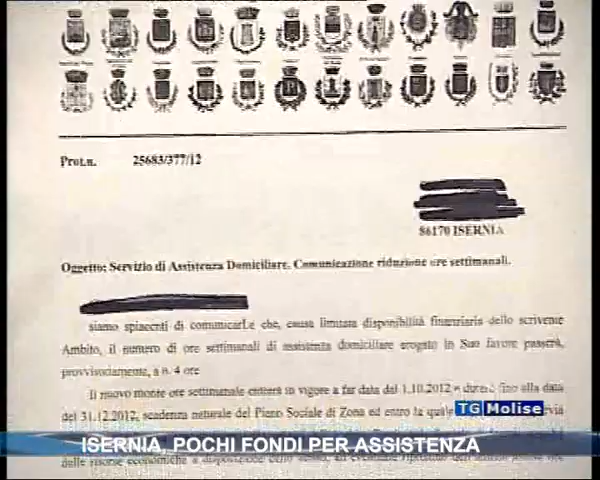 Prot.n. 25683/377/12
86170 ISERNIA
Oggetto: Servizio di Assistenza Domiciliare. Comunicazione riduzione ore settimanali.
siamo spiacenti di comunicarLe che, causa limitata disponibilità finanziaria dello scrivente
Ambito, il numero di ore settimanali di assistenza domiciliare erogato in Suo favore passerà,
provvisoriamente, a n. 4 ore
Il nuovo monte ore settimanale entrerà in vigore a far data dal 1.10.2012 e durerà fino alla data
del 31.12.2012, scadenza naturale del Piano Sociale di Zona ed entro la quale
TG Molise
ISERNIA, POCHI FONDI PER ASSISTENZA
delle risorse economiche a disposizione